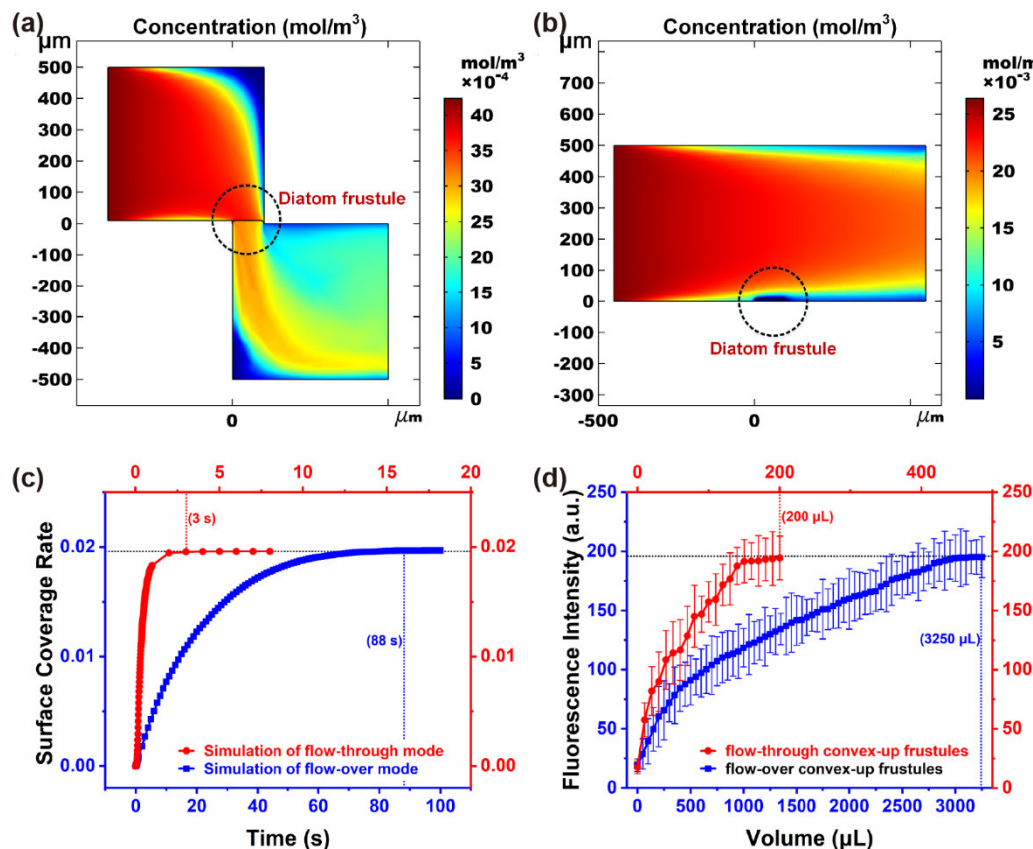 (a)
Concentration (mol/m³)
µm
mol/m³
×10⁻⁴
500
400
300
200
100
0
-100
-200
-300
-400
-500
0
µm
40
35
30
25
20
15
10
5
0
Diatom frustule
(b)
Concentration (mol/m³)
µm
mol/m
×10⁻³
700
600
500
400
300
200
100
0
-100
-200
-300
-500
0
µm
25
20
15
10
5
Diatom frustule
(c)
0 5 10 15 20
Surface Coverage Rate
0.02
0.01
0.00
0.02
0.01
0.00
(3 s)
(88 s)
Simulation of flow-through mode
Simulation of flow-over mode
0 20 40 60 80 100
Time (s)
(d)
0 200 400
Fluorescence Intensity (a.u.)
250
200
150
100
50
0
250
200
150
100
50
0
(200 µL)
(3250 µL)
flow-through convex-up frustules
flow-over convex-up frustules
0 500 1000 1500 2000 2500 3000
Volume (µL)